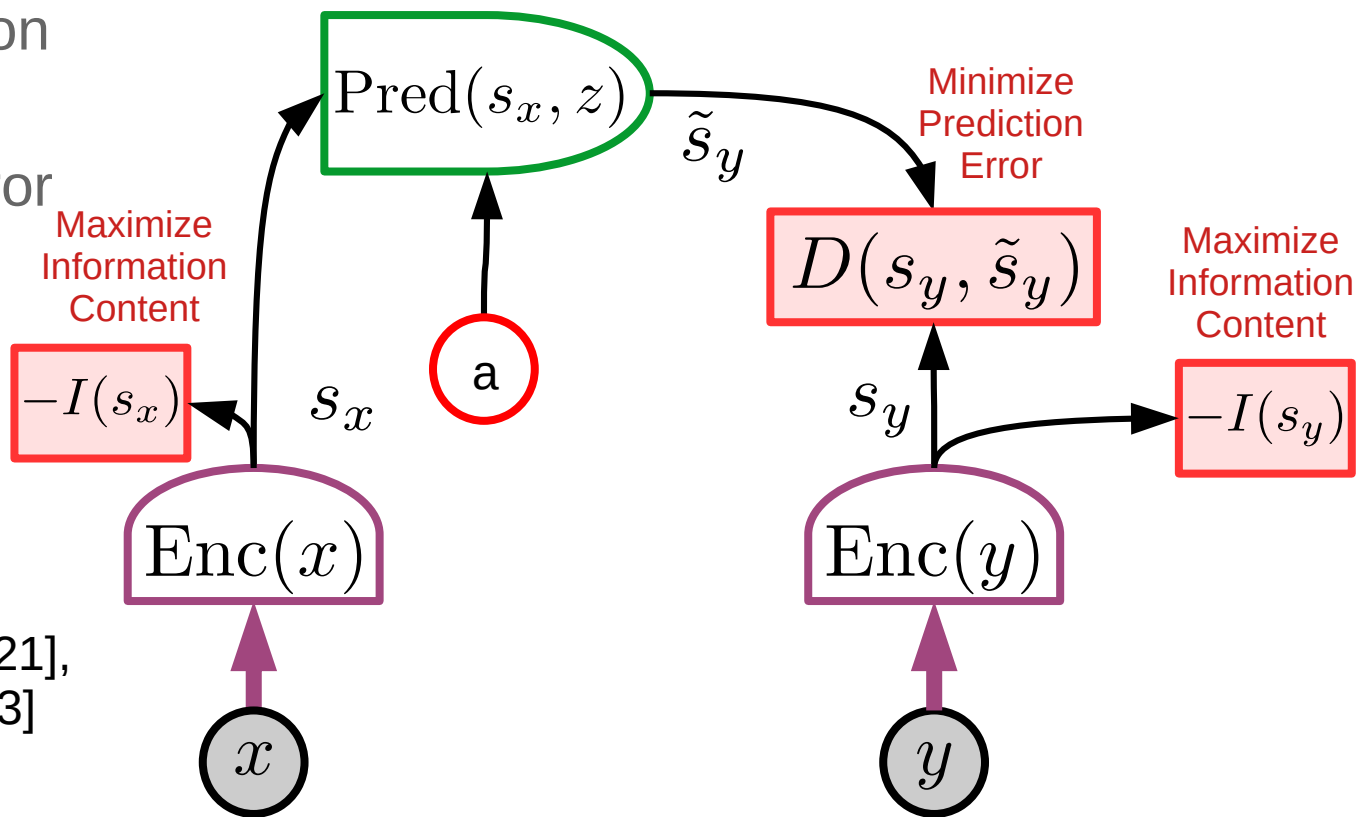 on
Pred(s_x, z)
s̃_y
Minimize
Prediction
Error
ror
Maximize
Information
Content
D(s_y, s̃_y)
Maximize
Information
Content
-I(s_x)
s_x
a
s_y
-I(s_y)
Enc(x)
Enc(y)
21],
3]
x
y